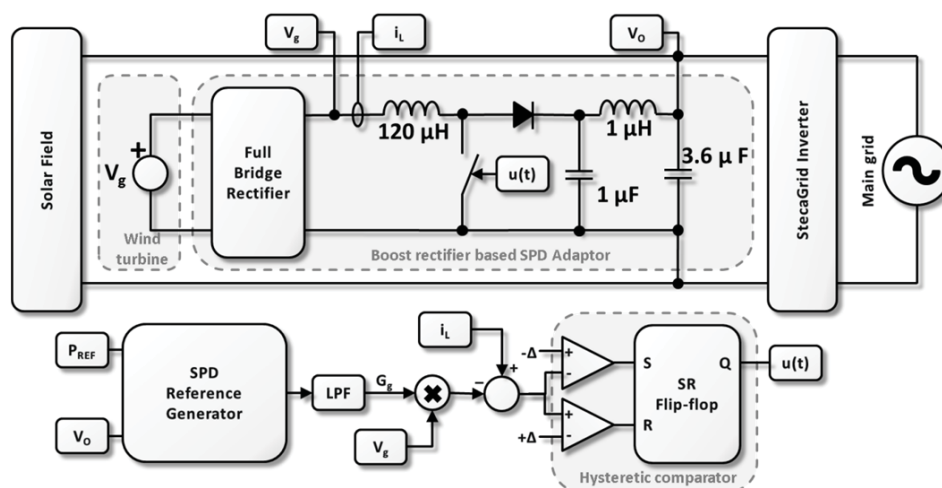 Vg
iL
VO
Solar Field
+
Vg
Wind
turbine
Full
Bridge
Rectifier
120 μH
u(t)
1 μH
1 μF
3.6 μ F
Boost rectifier based SPD Adaptor
StecaGrid Inverter
Main grid
PREF
VO
SPD
Reference
Generator
LPF
Gg
Vg
iL
+
−
-Δ
+
-
+
-
+Δ
S
R
Q
SR
Flip-flop
u(t)
Hysteretic comparator